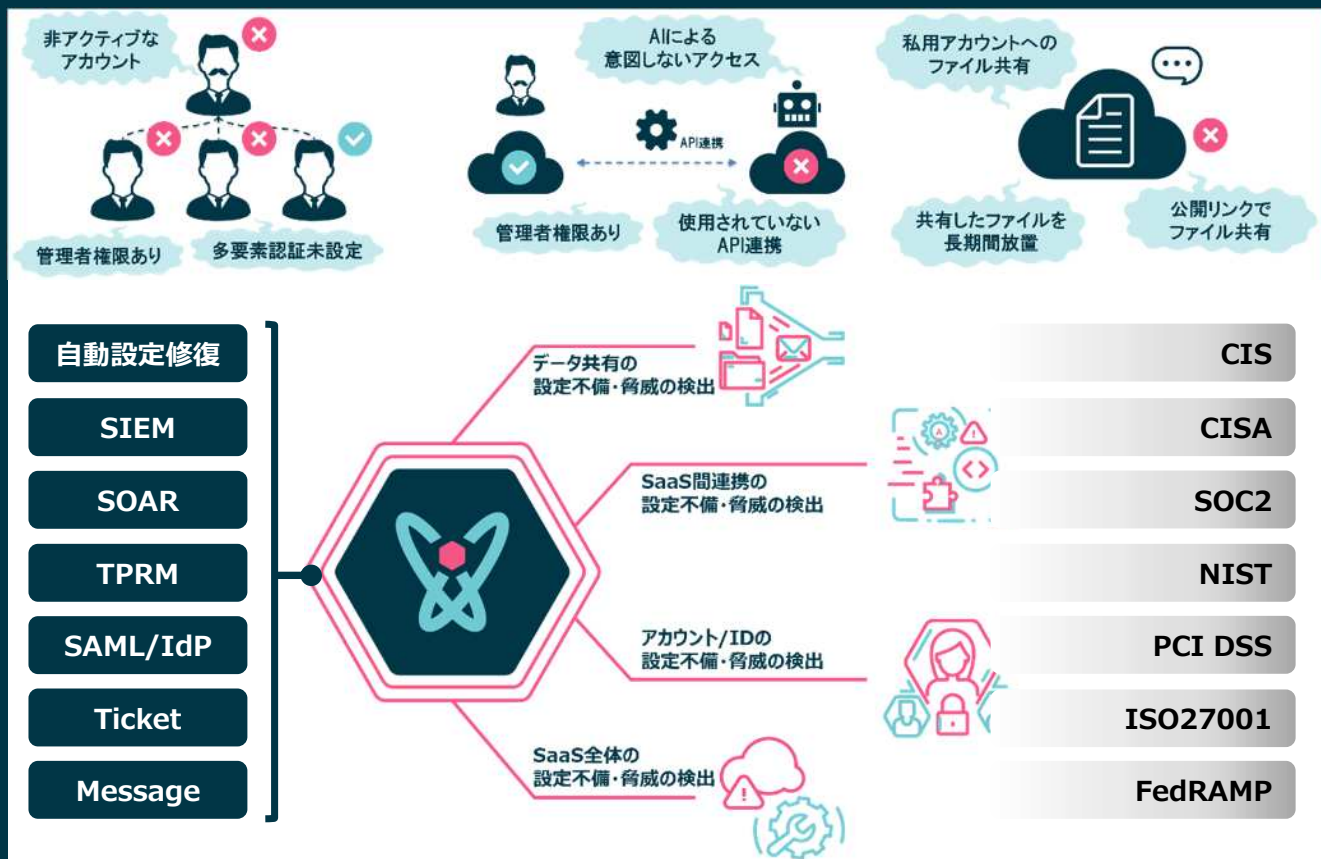 非アクティブな
アカウント
管理者権限あり
多要素認証未設定
AIによる
意図しないアクセス
API連携
管理者権限あり
使用されていない
API連携
私用アカウントへの
ファイル共有
共有したファイルを
長期間放置
公開リンクで
ファイル共有
自動設定修復
SIEM
SOAR
TPRM
SAML/IdP
Ticket
Message
データ共有の
設定不備・脅威の検出
SaaS間連携の
設定不備・脅威の検出
A
アカウント/IDの
設定不備・脅威の検出
SaaS全体の
設定不備・脅威の検出
CIS
CISA
SOC2
NIST
PCI DSS
ISO27001
FedRAMP